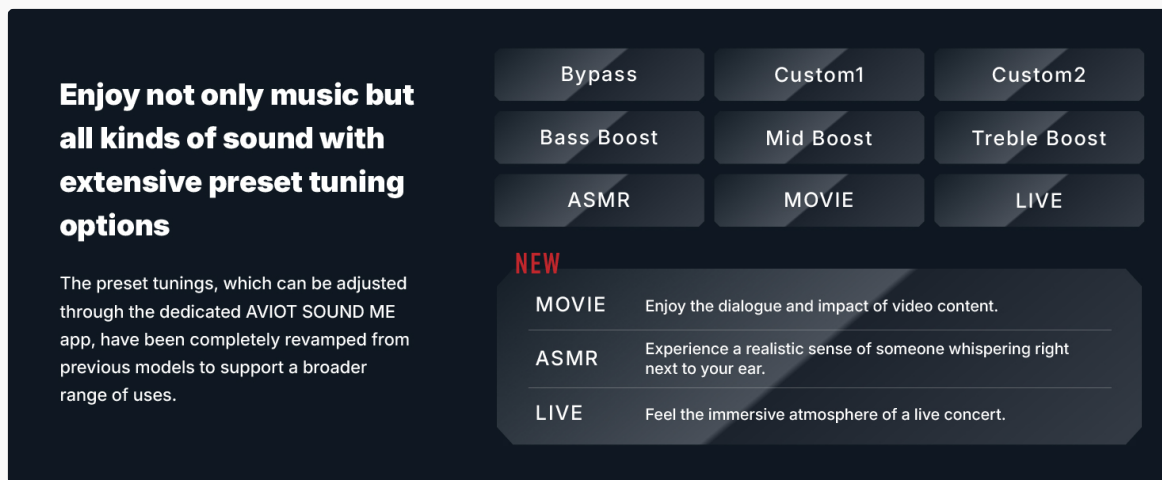 Enjoy not only music but
all kinds of sound with
extensive preset tuning
options
The preset tunings, which can be adjusted
through the dedicated AVIOT SOUND ME
app, have been completely revamped from
previous models to support a broader
range of uses.
Bypass
Custom1
Custom2
Bass Boost
Mid Boost
Treble Boost
ASMR
MOVIE
LIVE
NEW
MOVIE
Enjoy the dialogue and impact of video content.
ASMR
Experience a realistic sense of someone whispering right
next to your ear.
LIVE
Feel the immersive atmosphere of a live concert.